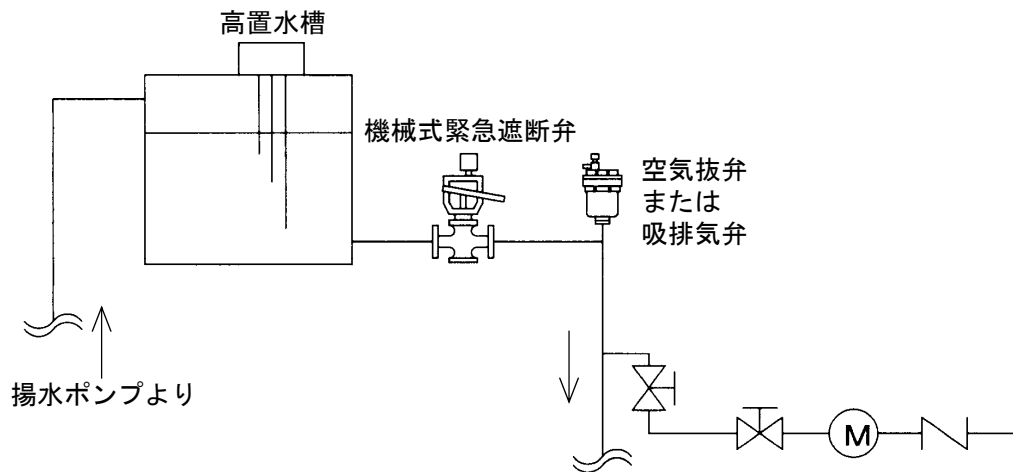 高置水槽
機械式緊急遮断弁
空気抜弁
または
吸排気弁
揚水ポンプより
M